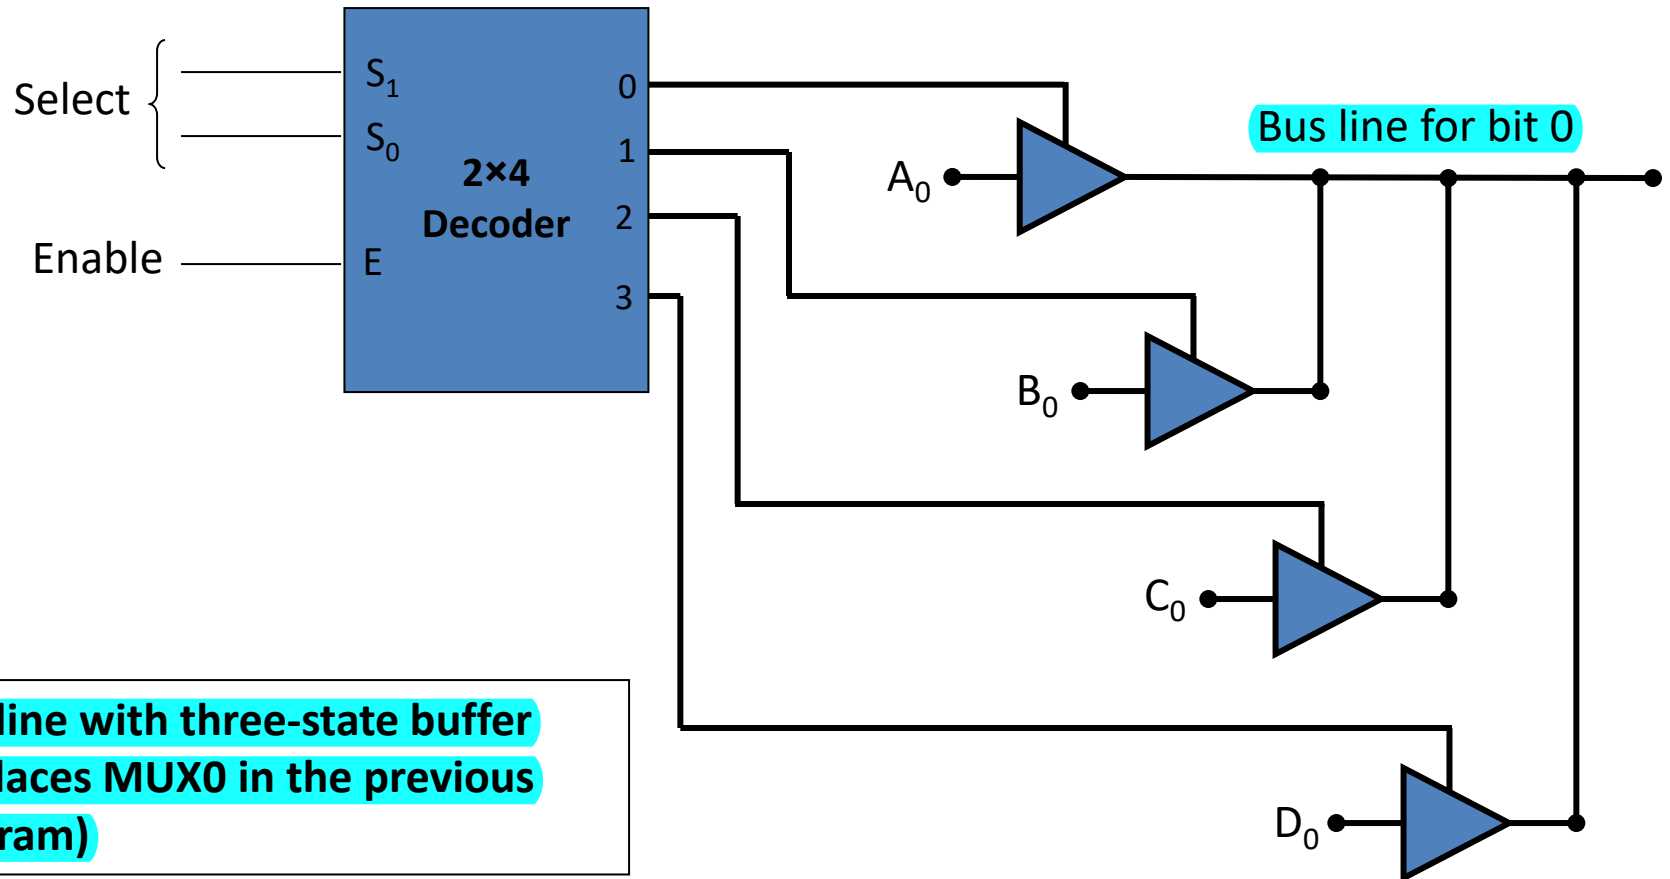 Select
S₁
S₀
Enable
E
2×4
Decoder
0
1
2
3
Bus line for bit 0
A₀
B₀
C₀
D₀
line with three-state buffer
laces MUX0 in the previous
ram)